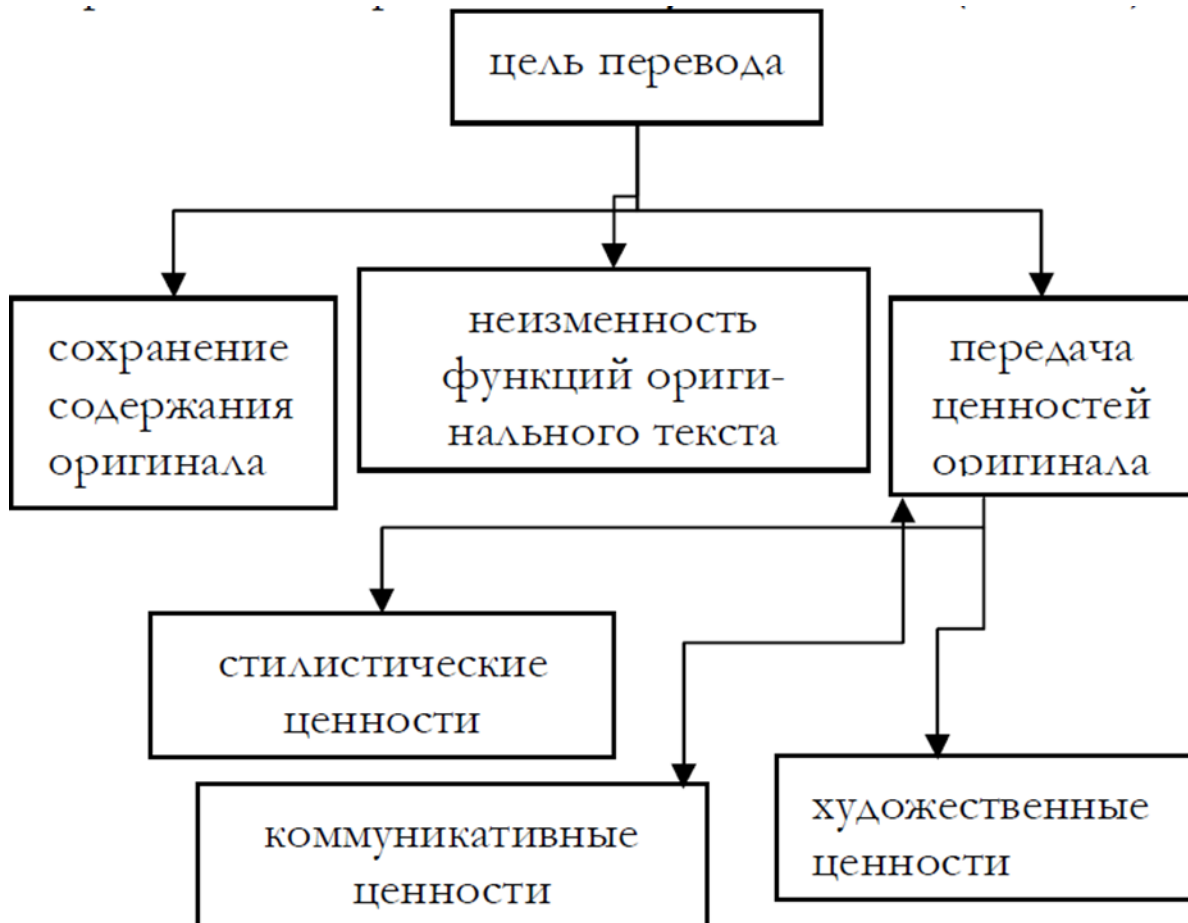 цель перевода
сохранение
содержания
оригинала
неизменность
функций ориги-
нального текста
передача
ценностей
оригинала
стилистические
ценности
коммуникативные
ценности
художественные
ценности